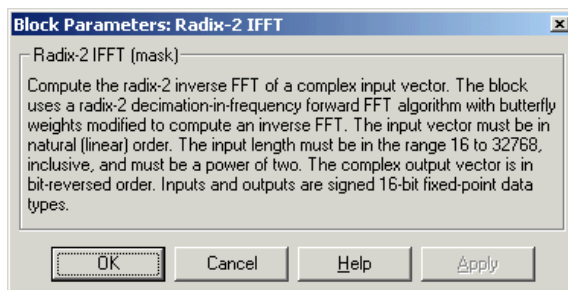 Block Parameters: Radix-2 IFFT
Radix-2 IFFT (mask)
Compute the radix-2 inverse FFT of a complex input vector. The block
uses a radix-2 decimation-in-frequency forward FFT algorithm with butterfly
weights modified to compute an inverse FFT. The input vector must be in
natural (linear) order. The input length must be in the range 16 to 32768,
inclusive, and must be a power of two. The complex output vector is in
bit-reversed order. Inputs and outputs are signed 16-bit fixed-point data
types.
OK Cancel Help Apply